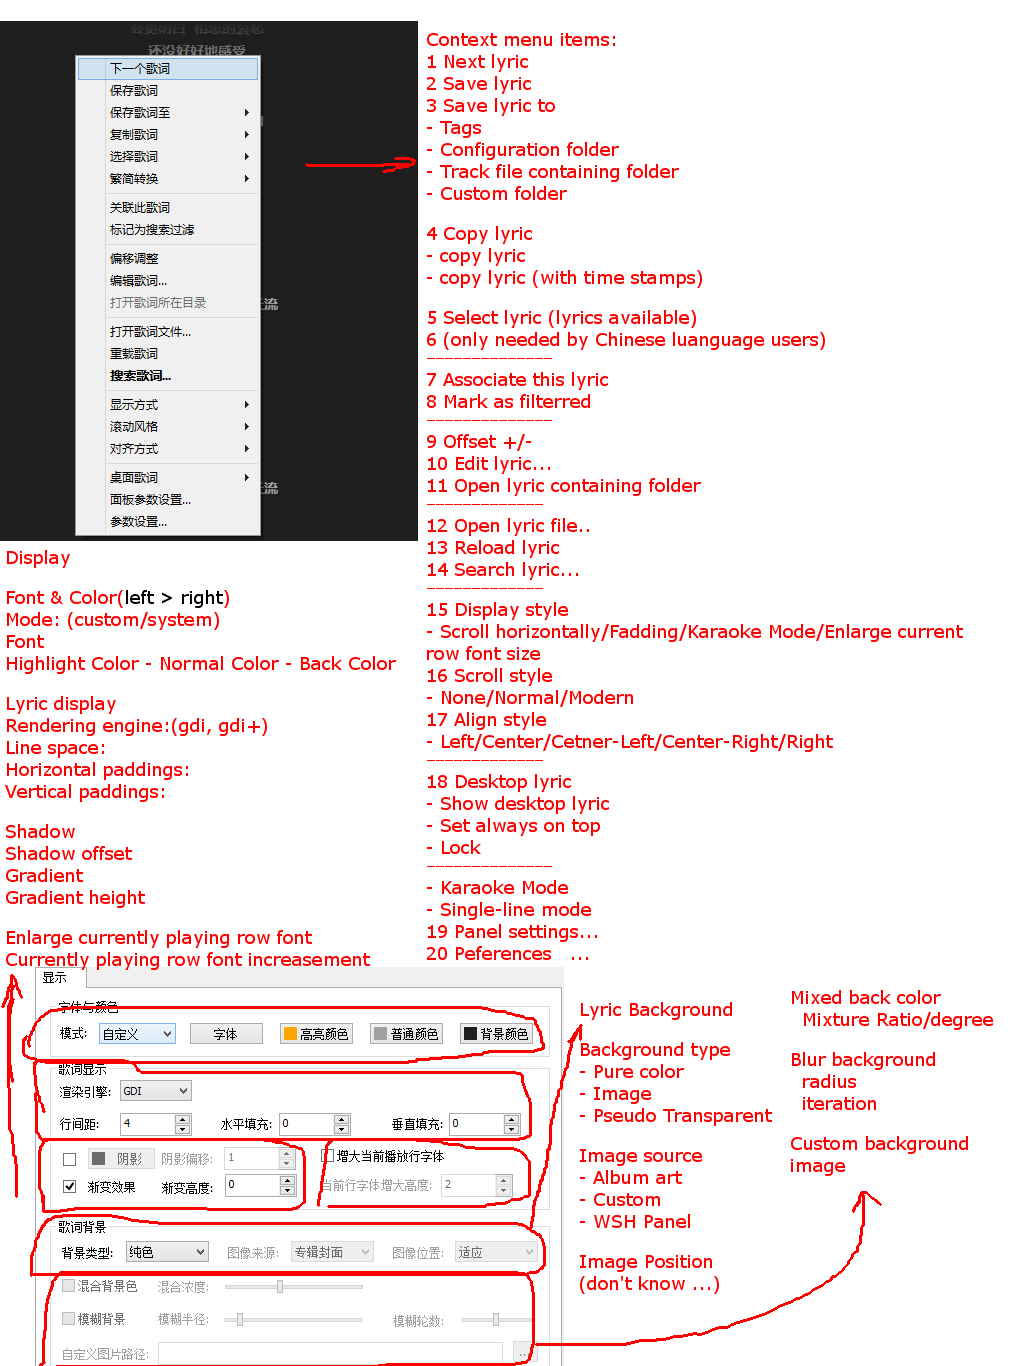 会更明白 相思的哀愁
还没好好地感受
下一个歌词
保存歌词
保存歌词至
复制歌词
选择歌词
繁简转换
关联此歌词
标记为搜索过滤
偏移调整
编辑歌词...
打开歌词所在目录
流
打开歌词文件...
重载歌词
搜索歌词...
显示方式
滚动风格
对齐方式
桌面歌词
流
面板参数设置...
参数设置...
Context menu items:
1 Next lyric
2 Save lyric
3 Save lyric to
- Tags
- Configuration folder
- Track file containing folder
- Custom folder
4 Copy lyric
- copy lyric
- copy lyric (with time stamps)
5 Select lyric (lyrics available)
6 (only needed by Chinese luanguage users)
--------------
7 Associate this lyric
8 Mark as filterred
--------------
9 Offset +/-
10 Edit lyric...
11 Open lyric containing folder
-------------
12 Open lyric file..
13 Reload lyric
14 Search lyric...
-------------
15 Display style
- Scroll horizontally/Fadding/Karaoke Mode/Enlarge current
row font size
16 Scroll style
- None/Normal/Modern
17 Align style
- Left/Center/Cetner-Left/Center-Right/Right
-------------
18 Desktop lyric
- Show desktop lyric
- Set always on top
- Lock
--------------
- Karaoke Mode
- Single-line mode
19 Panel settings...
20 Peferences ...
Display
Font & Color(left > right)
Mode: (custom/system)
Font
Highlight Color - Normal Color - Back Color
Lyric display
Rendering engine:(gdi, gdi+)
Line space:
Horizontal paddings:
Vertical paddings:
Shadow
Shadow offset
Gradient
Gradient height
Enlarge currently playing row font
Currently playing row font increasement
显示
字体与颜色
模式: 自定义 字体 高亮颜色 普通颜色 背景颜色
歌词显示
渲染引擎: GDI
行间距: 4 水平填充: 0 垂直填充: 0
阴影 阴影偏移: 1 增大当前播放行字体
渐变效果 渐变高度: 0 当前行字体增大高度: 2
歌词背景
背景类型: 纯色 图像来源: 专辑封面 图像位置: 适应
混合背景色 混合浓度:
模糊背景 模糊半径: 模糊轮数:
自定义图片路径: ...
Lyric Background
Background type
- Pure color
- Image
- Pseudo Transparent
Image source
- Album art
- Custom
- WSH Panel
Image Position
(don't know ...)
Mixed back color
Mixture Ratio/degree
Blur background
radius
iteration
Custom background
image